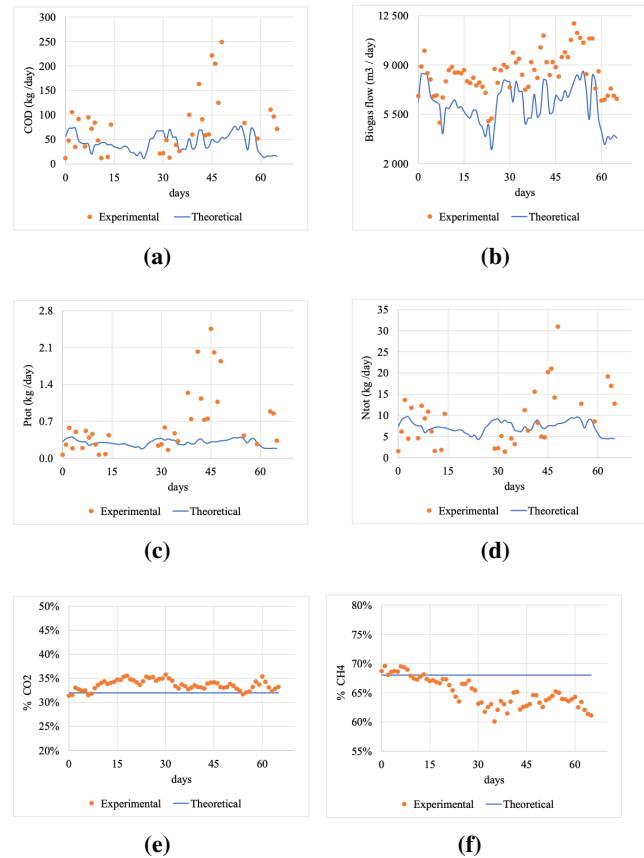 300
250
200
150
100
50
0
COD (kg /day)
0 15 30 45 60
days
Experimental Theoretical
(a)
12 500
9 000
5 500
2 000
Biogas flow (m3 / day)
0 15 30 45 60
days
Experimental Theoretical
(b)
2.8
2.1
1.4
0.7
0.0
Ptot (kg /day)
0 15 30 45 60
days
Experimental Theoretical
(c)
35
30
25
20
15
10
5
0
Ntot (kg /day)
0 15 30 45 60
days
Experimental Theoretical
(d)
50%
45%
40%
35%
30%
25%
20%
% CO2
0 15 30 45 60
days
Experimental Theoretical
(e)
80%
75%
70%
65%
60%
55%
% CH4
0 15 30 45 60
days
Experimental Theoretical
(f)